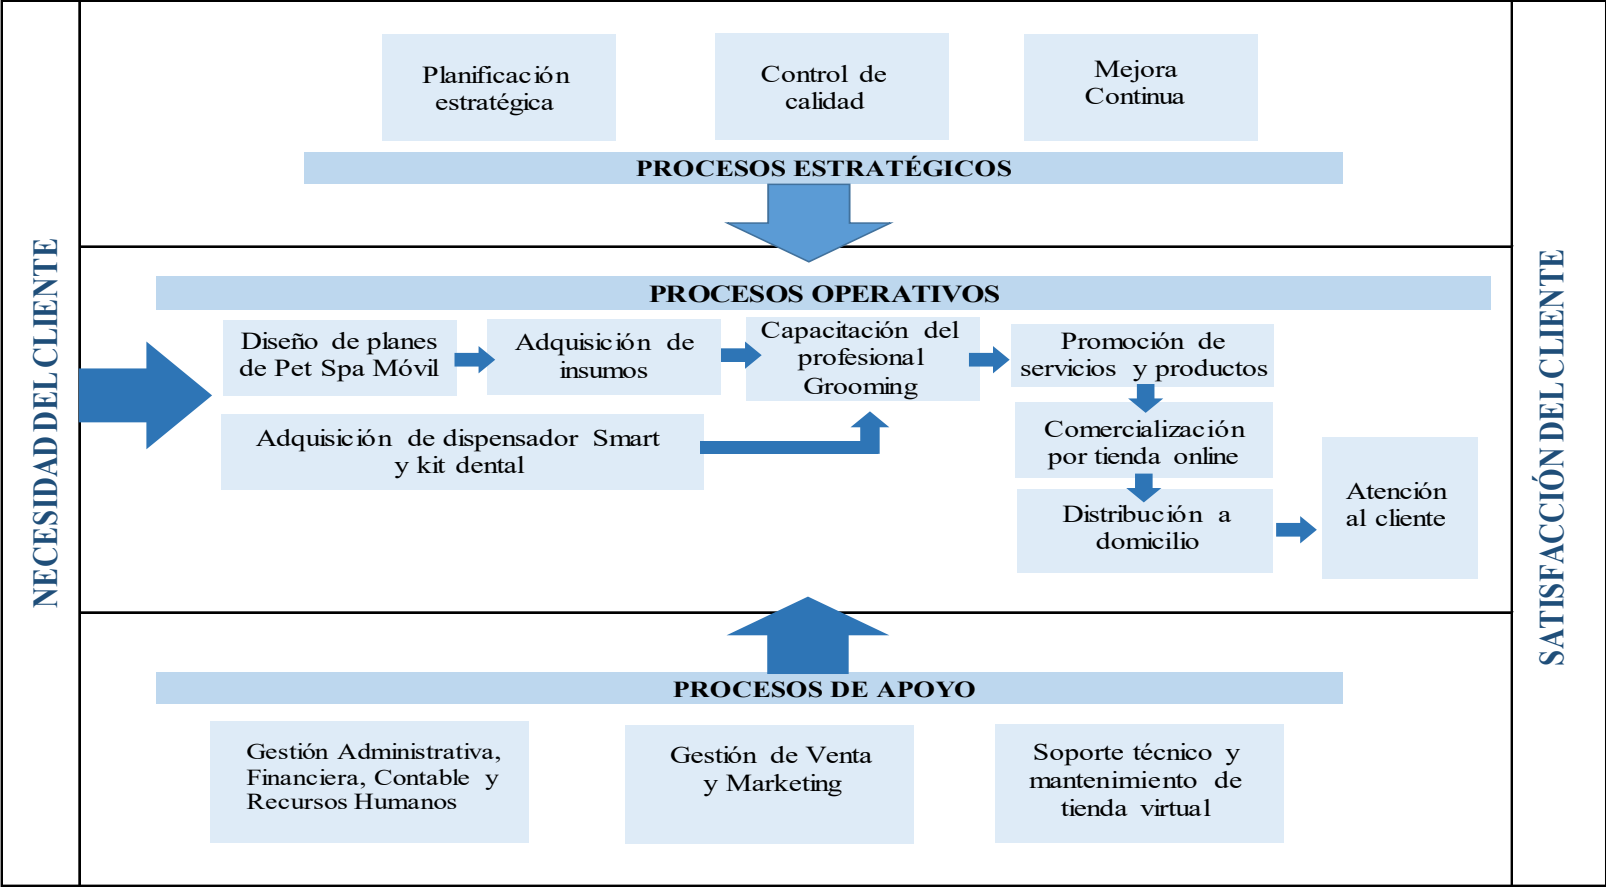 NECESIDAD DEL CLIENTE
Planificación
estratégica
Control de
calidad
Mejora
Continua
PROCESOS ESTRATÉGICOS
PROCESOS OPERATIVOS
Diseño de planes
de Pet Spa Móvil
Adquisición de
insumos
Capacitación del
profesional
Grooming
Promoción de
servicios y productos
Adquisición de dispensador Smart
y kit dental
Comercialización
por tienda online
Distribución a
domicilio
Atención
al cliente
PROCESOS DE APOYO
Gestión Administrativa,
Financiera, Contable y
Recursos Humanos
Gestión de Venta
y Marketing
Soporte técnico y
mantenimiento de
tienda virtual
SATISFACCIÓN DEL CLIENTE